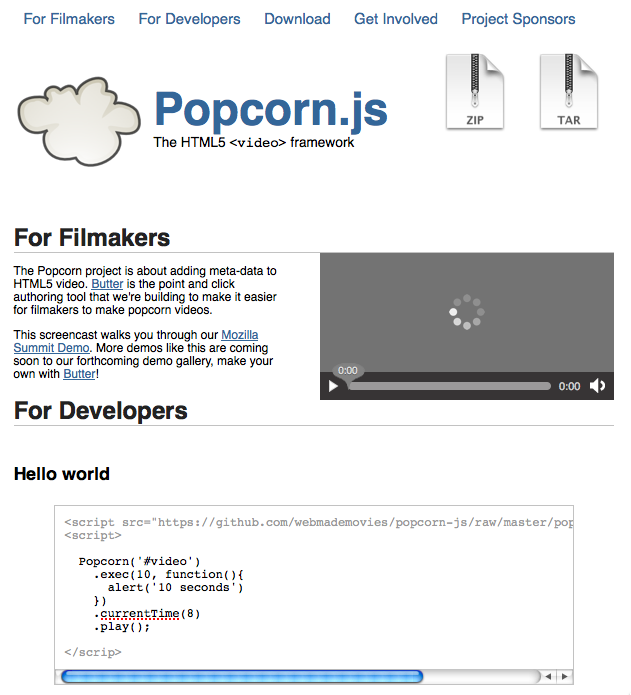 For Filmakers For Developers Download Get Involved Project Sponsors
ZIP TAR
Popcorn.js
The HTML5 <video> framework
For Filmakers
The Popcorn project is about adding meta-data to
HTML5 video. Butter is the point and click
authoring tool that we're building to make it easier
for filmakers to make popcorn videos.
This screencast walks you through our Mozilla
Summit Demo. More demos like this are coming
soon to our forthcoming demo gallery, make your
own with Butter!
0:00
0:00
For Developers
Hello world
<script src="https://github.com/webmademovies/popcorn-js/raw/master/pop
<script>
Popcorn('#video')
.exec(10, function(){
alert('10 seconds')
})
.currentTime(8)
.play();
</scrip>